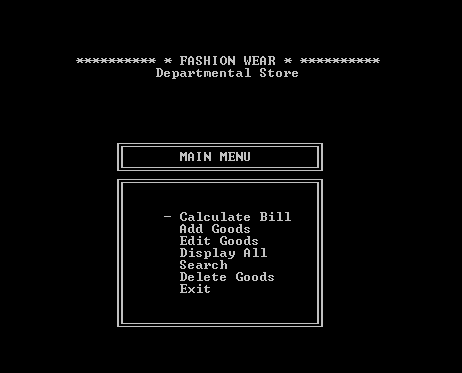 ********** * FASHION WEAR * **********
Departmental Store
MAIN MENU
- Calculate Bill
Add Goods
Edit Goods
Display All
Search
Delete Goods
Exit